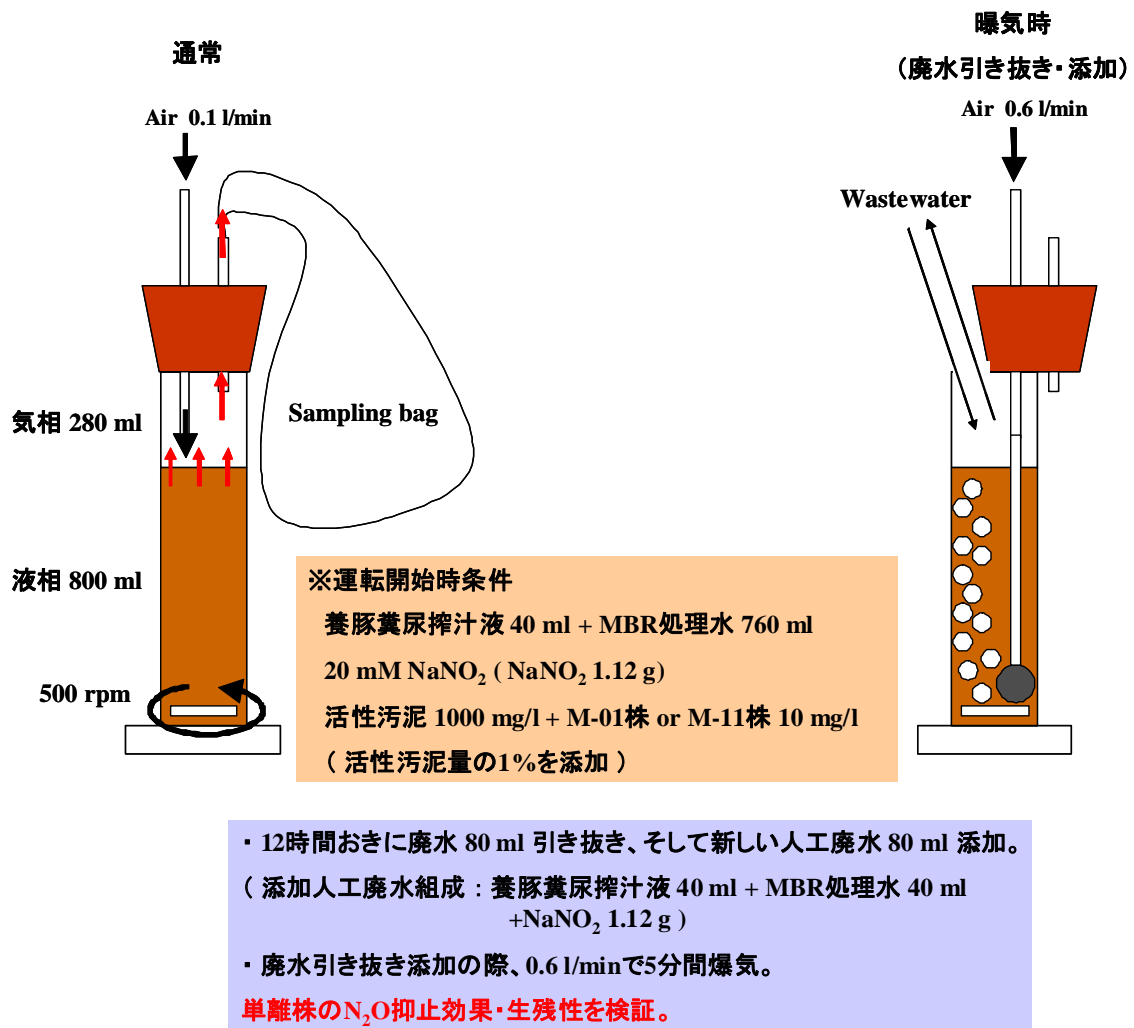 通常
Air 0.1 l/min
曝気時
(廃水引き抜き・添加)
Air 0.6 l/min
Wastewater
気相 280 ml
Sampling bag
液相 800 ml
500 rpm
※運転開始時条件
養豚糞尿搾汁液 40 ml + MBR処理水 760 ml
20 mM NaNO₂ ( NaNO₂ 1.12 g)
活性汚泥 1000 mg/l + M-01株 or M-11株 10 mg/l
( 活性汚泥量の1%を添加 )
・ 12時間おきに廃水 80 ml 引き抜き、そして新しい人工廃水 80 ml 添加。
( 添加人工廃水組成 : 養豚糞尿搾汁液 40 ml + MBR処理水 40 ml
+NaNO₂ 1.12 g )
・ 廃水引き抜き添加の際、0.6 l/minで5分間爆気。
単離株のN₂O抑止効果・生残性を検証。